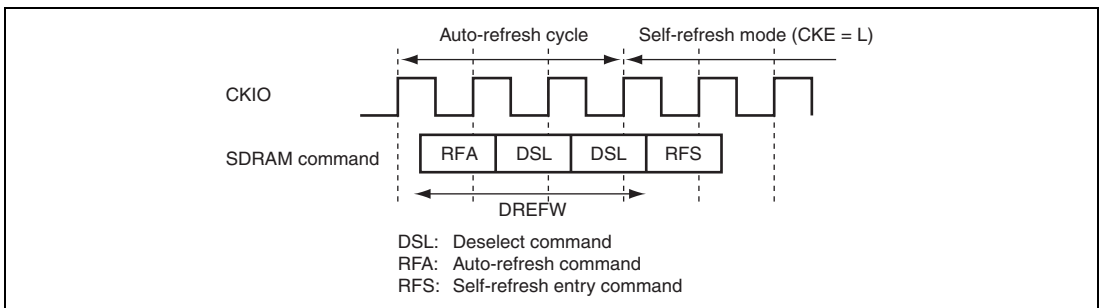 Auto-refresh cycle Self-refresh mode (CKE = L)
CKIO
SDRAM command RFA DSL DSL RFS
DREFW
DSL: Deselect command
RFA: Auto-refresh command
RFS: Self-refresh entry command